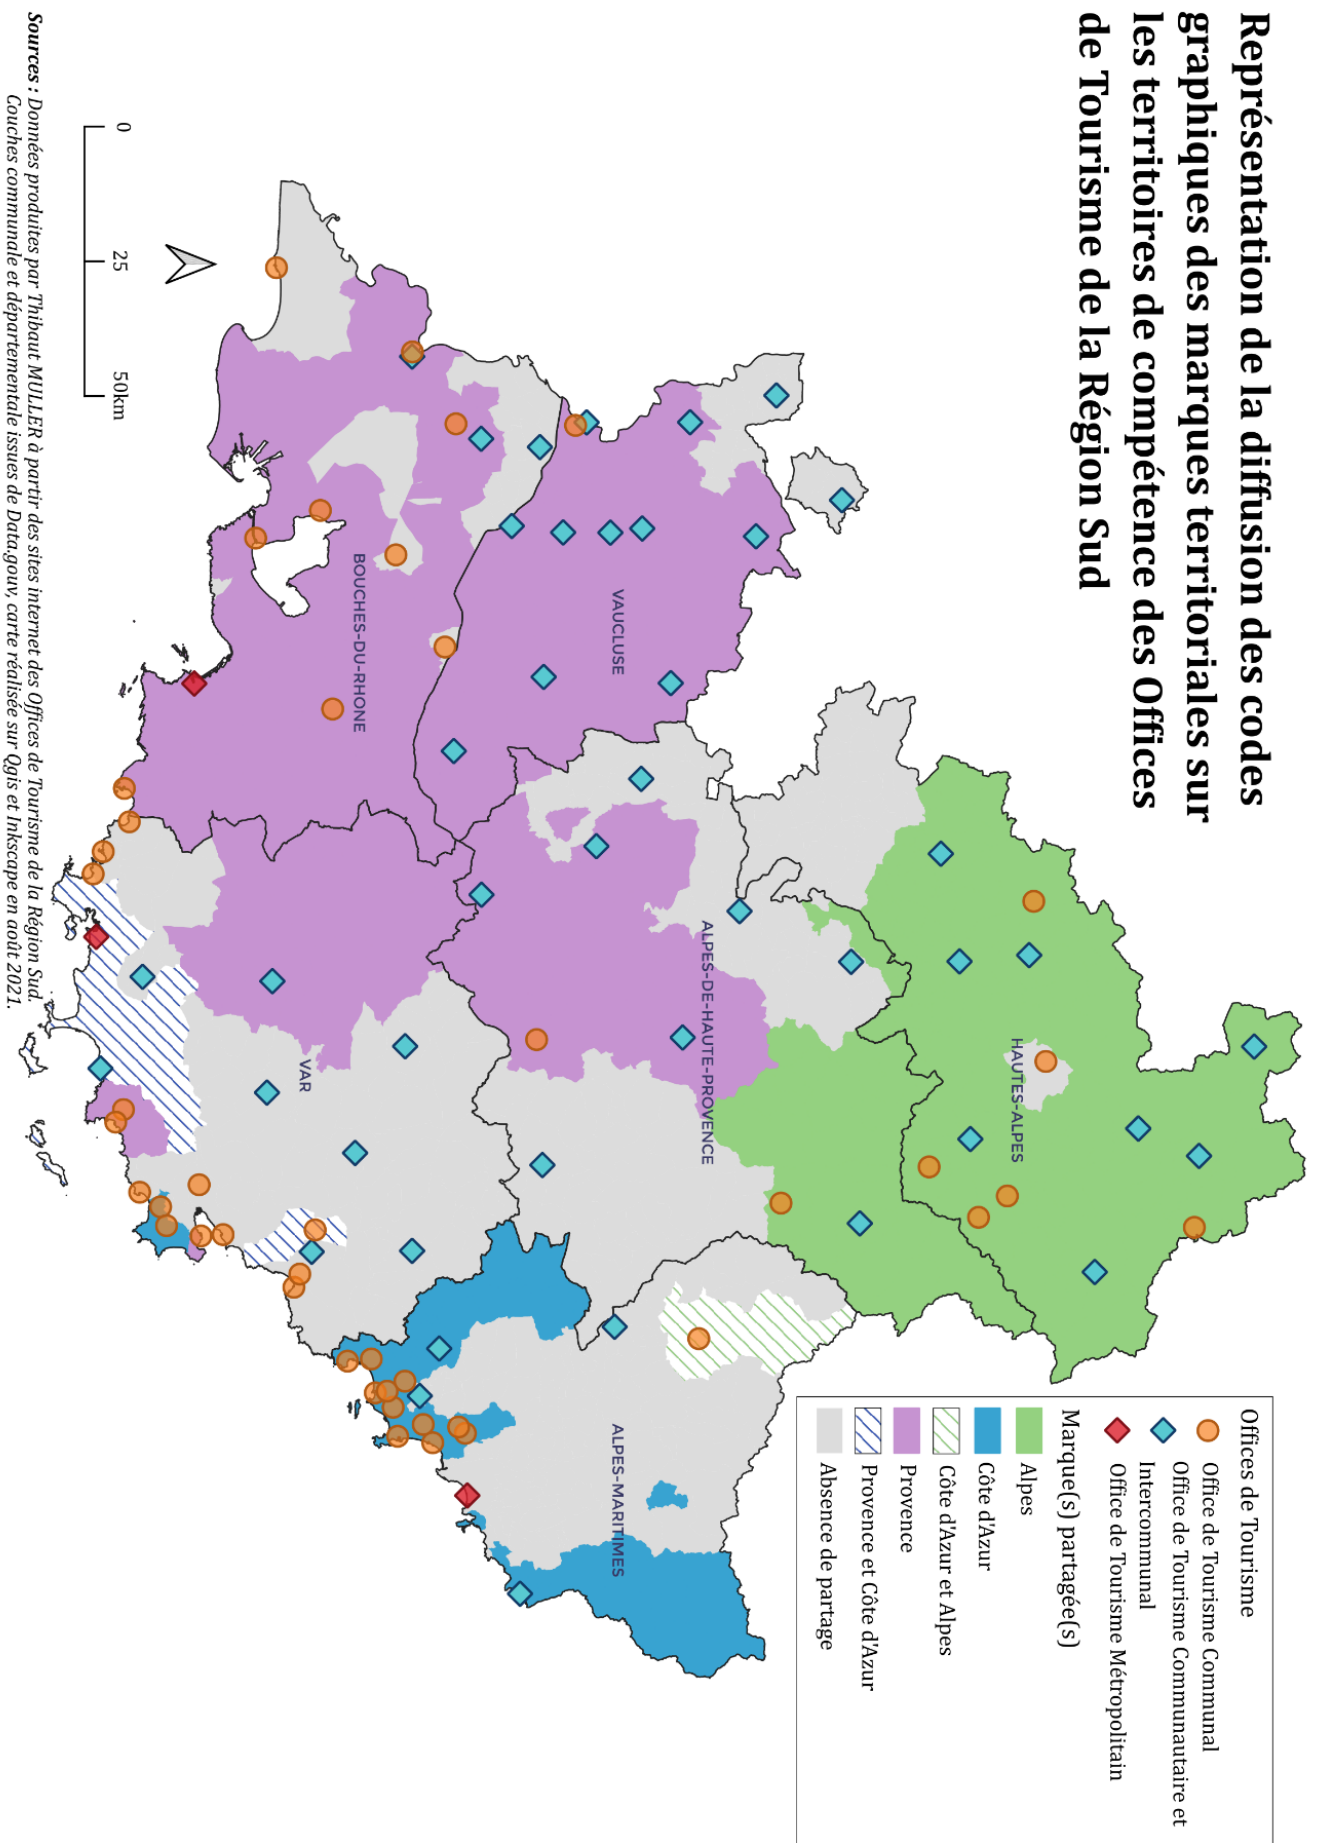 Représentation de la diffusion des codes
graphiques des marques territoriales sur
les territoires de compétence des Offices
de Tourisme de la Région Sud
Offices de Tourisme
Office de Tourisme Communal
Office de Tourisme Communautaire et
Intercommunal
Office de Tourisme Métropolitain
Marque(s) partagée(s)
Alpes
Côte d'Azur
Côte d'Azur et Alpes
Provence
Provence et Côte d'Azur
Absence de partage
HAUTES-ALPES
ALPES-DE-HAUTE-PROVENCE
VAUCLUSE
ALPES-MARITIMES
BOUCHES-DU-RHONE
VAR
0
25
50km
Sources : Données produites par Thibaut MULLER à partir des sites internet des Offices de Tourisme de la Région Sud.
Couches communale et départementale issues de Data.gouv, carte réalisée sur Qgis et Inkscape en août 2021.